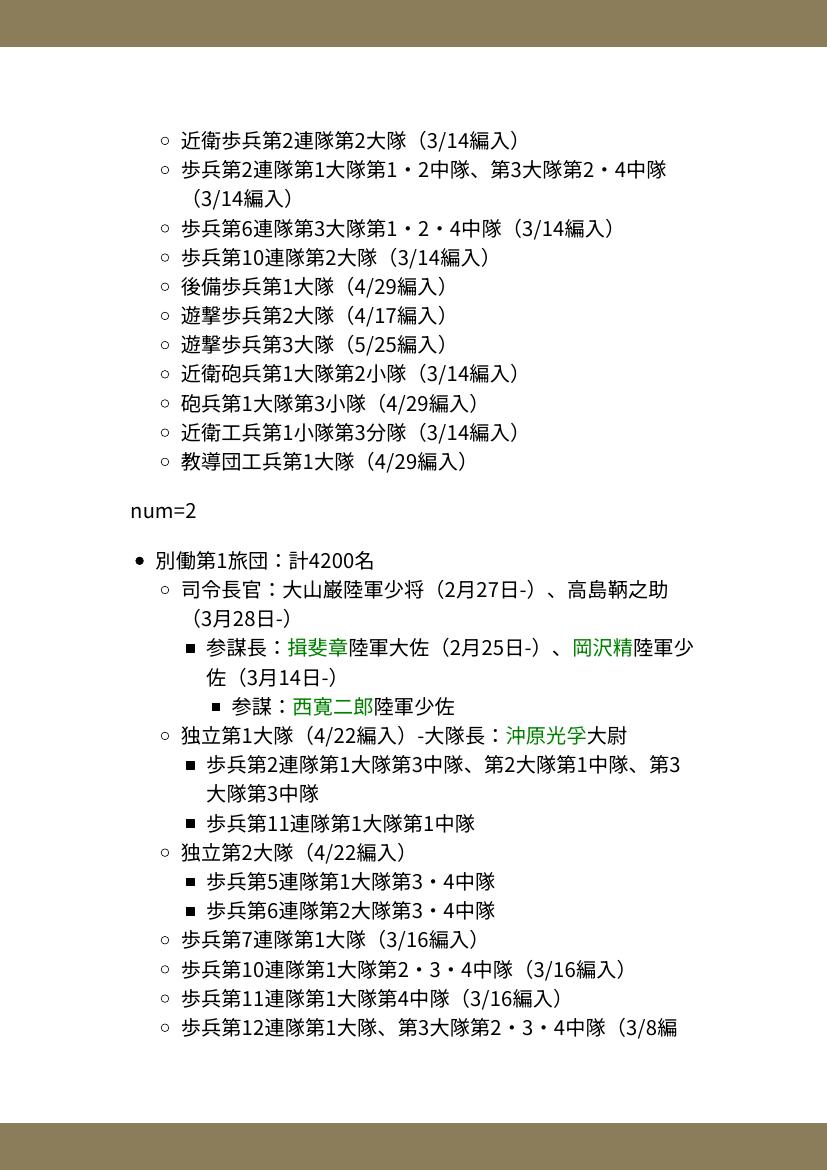 近衛歩兵第2連隊第2大隊（3/14編入）
歩兵第2連隊第1大隊第1・2中隊、第3大隊第2・4中隊
（3/14編入）
歩兵第6連隊第3大隊第1・2・4中隊（3/14編入）
歩兵第10連隊第2大隊（3/14編入）
後備歩兵第1大隊（4/29編入）
遊撃歩兵第2大隊（4/17編入）
遊撃歩兵第3大隊（5/25編入）
近衛砲兵第1大隊第2小隊（3/14編入）
砲兵第1大隊第3小隊（4/29編入）
近衛工兵第1小隊第3分隊（3/14編入）
教導団工兵第1大隊（4/29編入）
num=2
別働第1旅団：計4200名
司令長官：大山巌陸軍少将（2月27日-）、高島鞆之助
（3月28日-）
参謀長：揖斐章陸軍大佐（2月25日-）、岡沢精陸軍少
佐（3月14日-）
参謀：西寛二郎陸軍少佐
独立第1大隊（4/22編入）-大隊長：沖原光孚大尉
歩兵第2連隊第1大隊第3中隊、第2大隊第1中隊、第3
大隊第3中隊
歩兵第11連隊第1大隊第1中隊
独立第2大隊（4/22編入）
歩兵第5連隊第1大隊第3・4中隊
歩兵第6連隊第2大隊第3・4中隊
歩兵第7連隊第1大隊（3/16編入）
歩兵第10連隊第1大隊第2・3・4中隊（3/16編入）
歩兵第11連隊第1大隊第4中隊（3/16編入）
歩兵第12連隊第1大隊、第3大隊第2・3・4中隊（3/8編